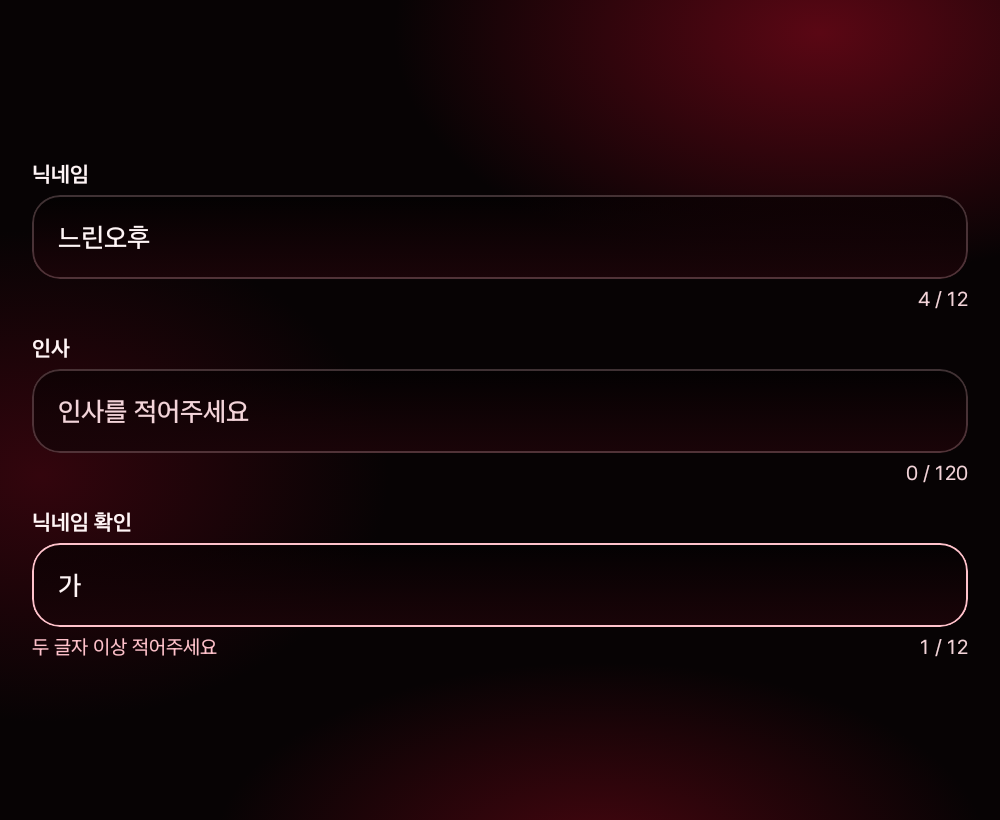 닉네임
느린오후
4 / 12
인사
인사를 적어주세요
0 / 120
닉네임 확인
가
두 글자 이상 적어주세요 1 / 12